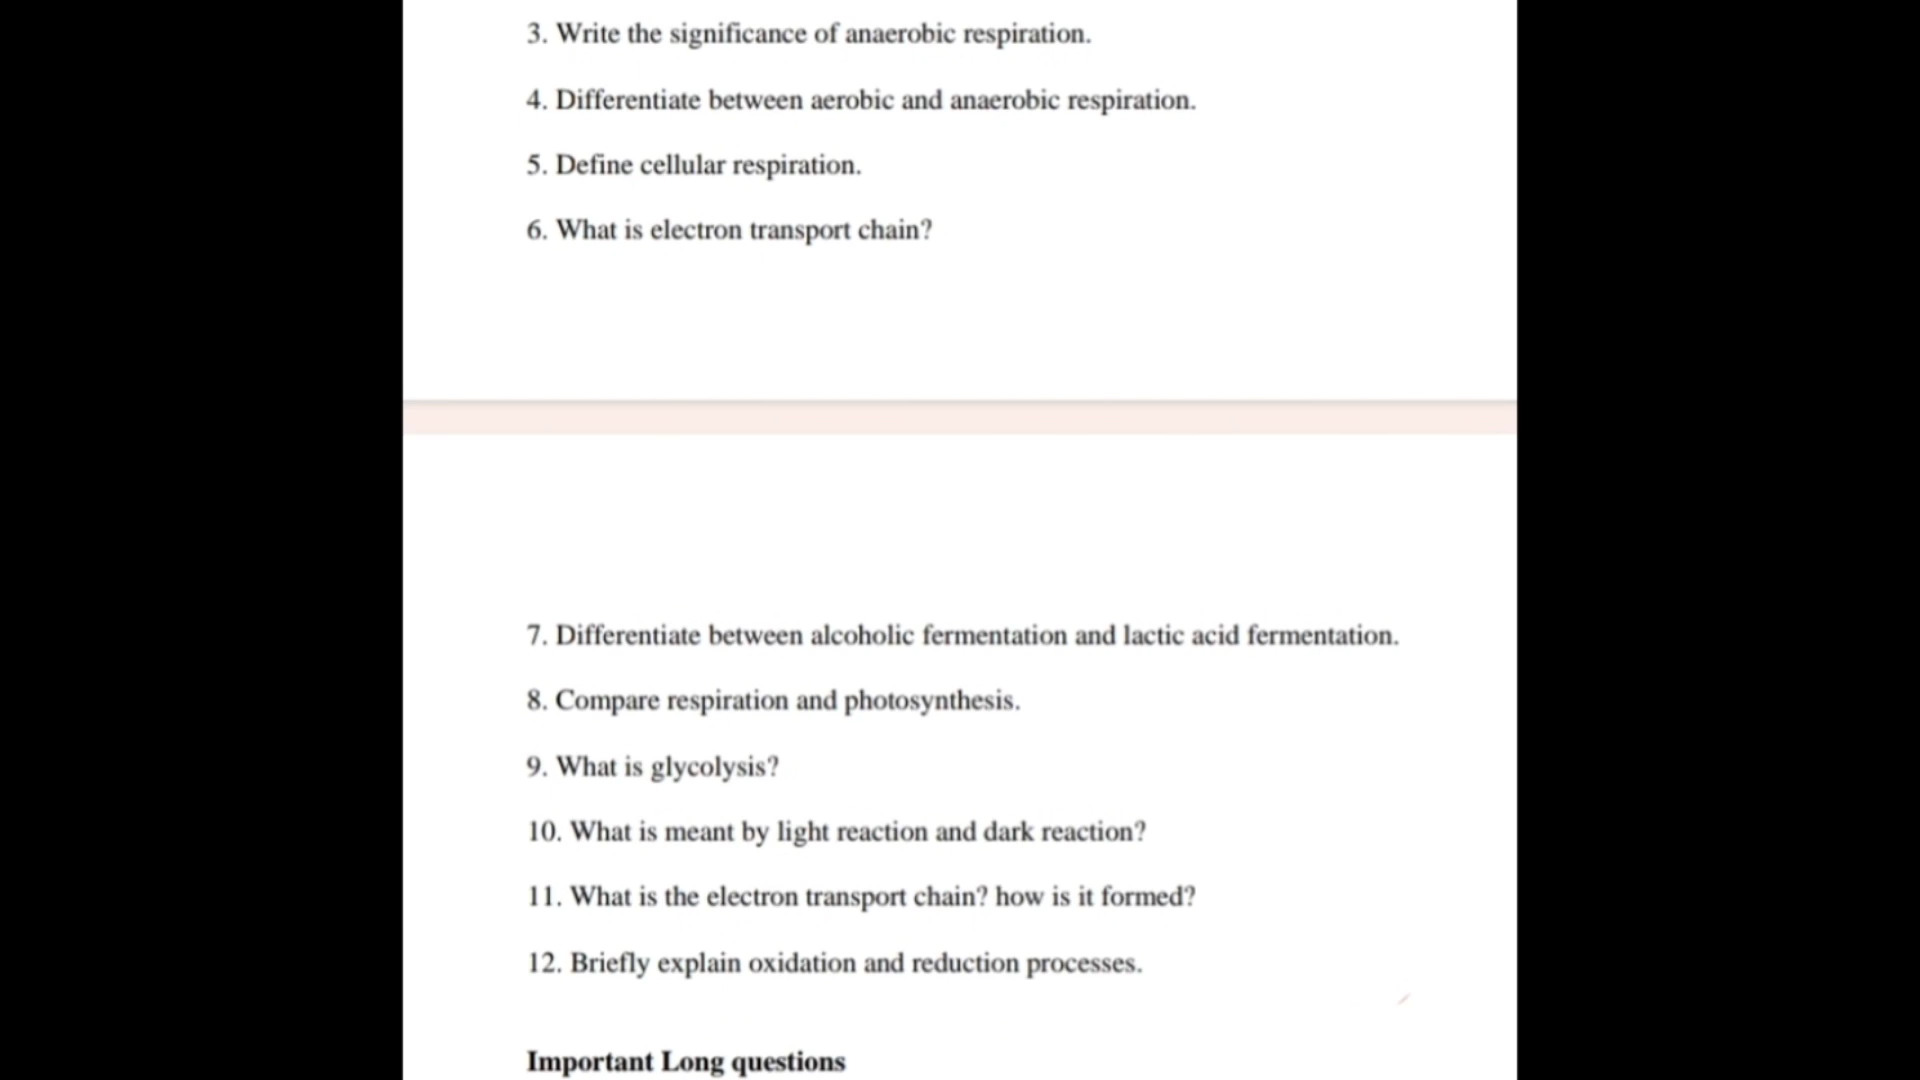 3. Write the significance of anaerobic respiration.
4. Differentiate between aerobic and anaerobic respiration.
5. Define cellular respiration.
6. What is electron transport chain?
7. Differentiate between alcoholic fermentation and lactic acid fermentation.
8. Compare respiration and photosynthesis.
9. What is glycolysis?
10. What is meant by light reaction and dark reaction?
11. What is the electron transport chain? how is it formed?
12. Briefly explain oxidation and reduction processes.
Important Long questions